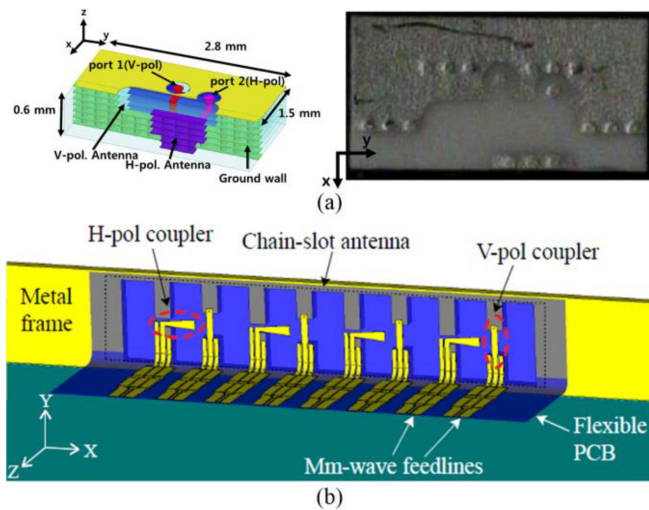 z
y
x
2.8 mm
port 1(V-pol)
port 2(H-pol)
0.6 mm
1.5 mm
V-pol. Antenna
H-pol. Antenna
Ground wall
y
x
(a)
H-pol coupler
Chain-slot antenna
V-pol coupler
Metal
frame
Y
X
Z
Mm-wave feedlines
Flexible
PCB
(b)